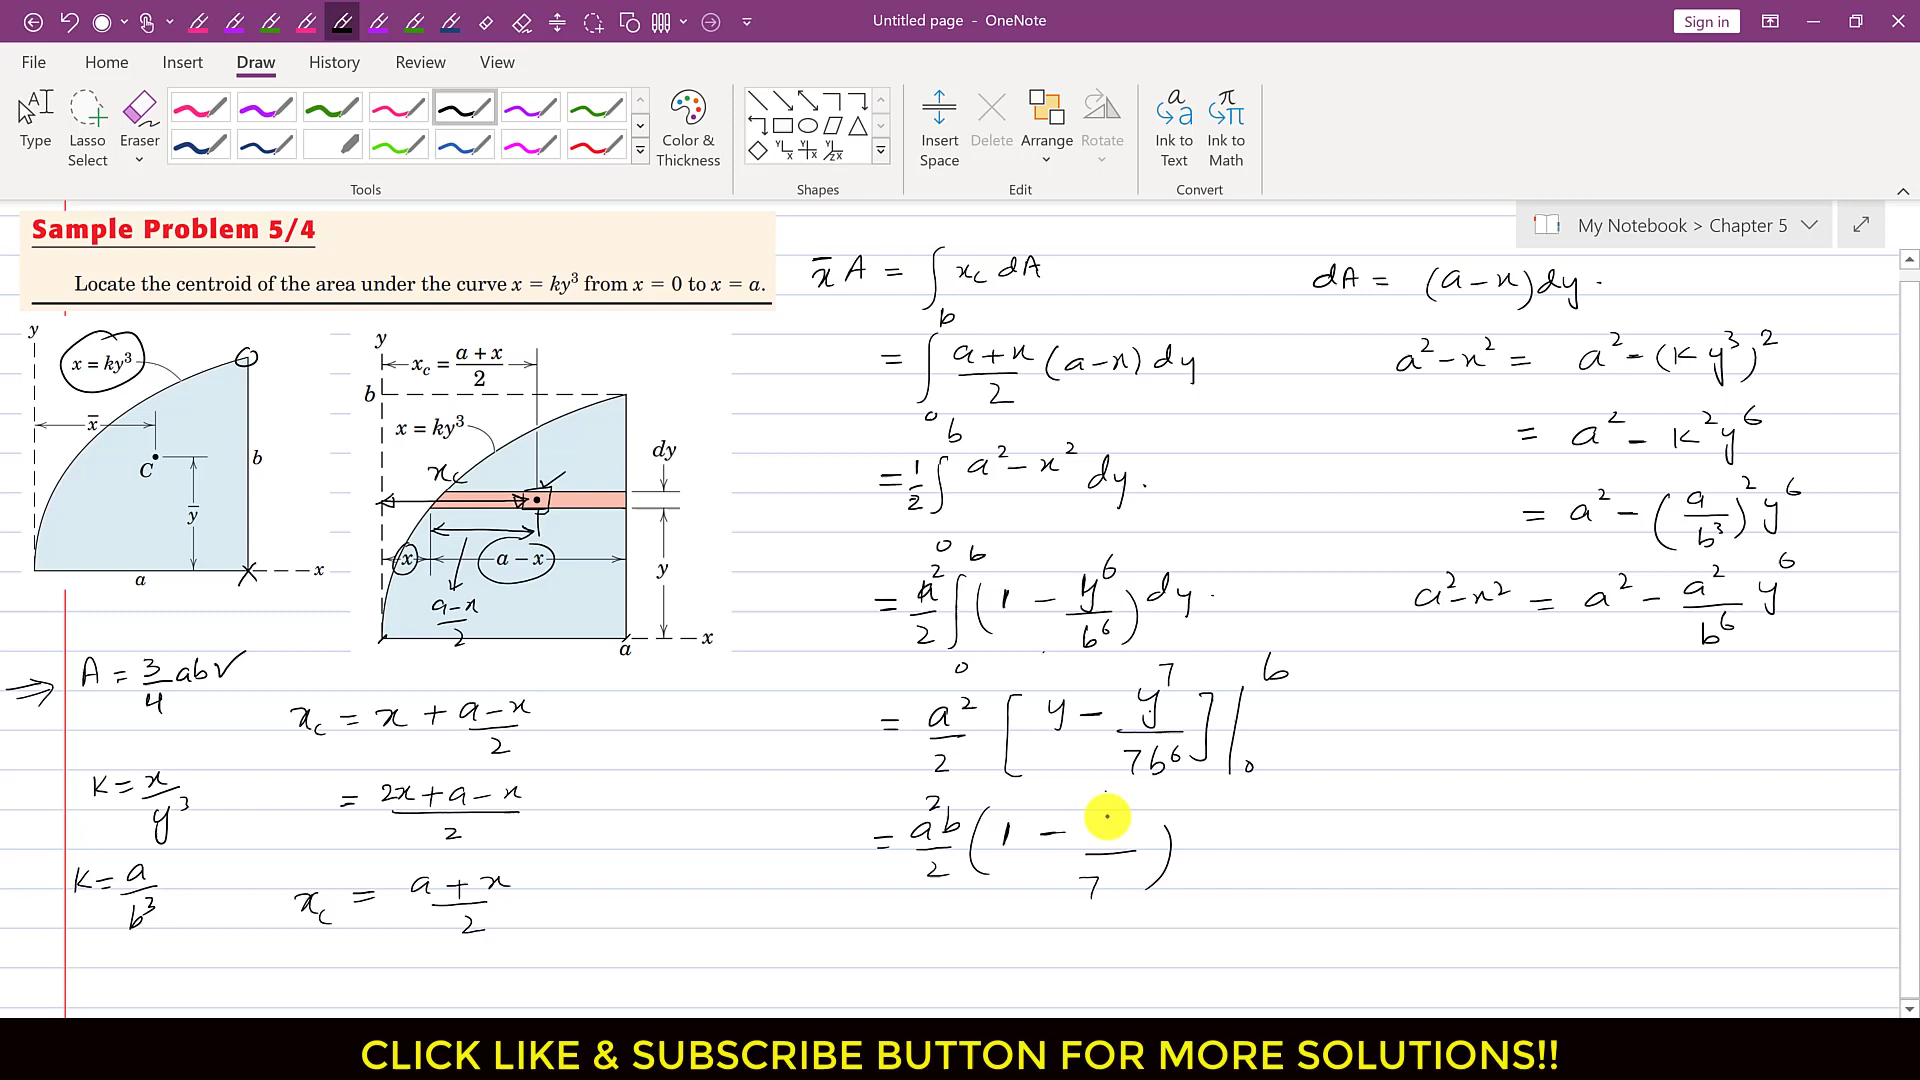 Untitled page - OneNote
Sign in
File Home Insert Draw History Review View
Type
Lasso Select
Eraser
Color & Thickness
Insert Space
Delete
Arrange
Rotate
Ink to Text
Ink to Math
Tools
Shapes
Edit
Convert
My Notebook > Chapter 5
Sample Problem 5/4
Locate the centroid of the area under the curve x = ky³ from x = 0 to x = a.
y
x = ky³
x̄
C
b
ȳ
a
x
y
x_c = (a + x)/2
b
x = ky³
x_c
dy
x
a − x
y
(a−x)/2
a
x
A = 3/4 ab ✓
K = x/y³
K = a/b³
x_c = x + (a−x)/2
= (2x + a − x)/2
x_c = (a + x)/2
x̄ A = ∫ x_c dA
= ∫₀ᵇ (a+x)/2 (a−x) dy
= 1/2 ∫₀ᵇ a² − x² dy.
= a²/2 ∫₀ᵇ (1 − y⁶/b⁶) dy.
= a²/2 [y − y⁷/7b⁶] |₀ᵇ
= a²b/2 (1 − /7)
dA = (a−x)dy.
a²−x² = a² − (K y³)²
= a² − K²y⁶
= a² − (a/b³)² y⁶
a²−x² = a² − a²/b⁶ y⁶
CLICK LIKE & SUBSCRIBE BUTTON FOR MORE SOLUTIONS!!